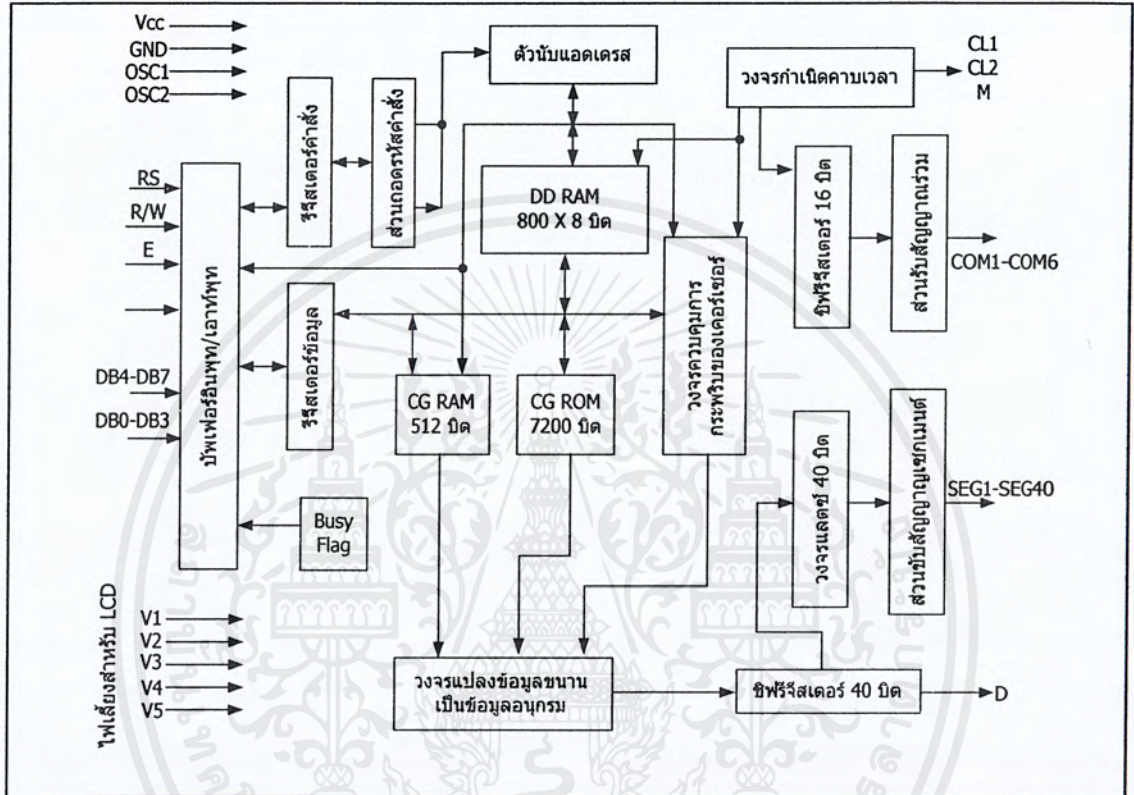 Vcc
GND
OSC1
OSC2
ตัวนับแอดเดรส
วงจรกำเนิดคาบเวลา
CL1
CL2
M
รีจีสเตอร์คำสั่ง
ส่วนถอดรหัสคำสั่ง
DD RAM
800 X 8 บิต
ชิฟรีจีสเตอร์ 16 บิต
ส่วนรับสัญญาณร่วม
COM1-COM6
RS
R/W
E
DB4-DB7
DB0-DB3
บัพเฟอร์อินพุท/เอาท์พุท
รีจีสเตอร์ข้อมูล
CG RAM
512 บิต
CG ROM
7200 บิต
วงจรควบคุมการ
กระพริบของเคอร์เซอร์
วงจรแลตช์ 40 บิต
ส่วนขับสัญญาญเซกเมนต์
SEG1-SEG40
Busy
Flag
ไฟเลี้ยงสำหรับ LCD
V1
V2
V3
V4
V5
วงจรแปลงข้อมูลขนาน
เป็นข้อมูลอนุกรม
ชิฟรีจีสเตอร์ 40 บิต
D